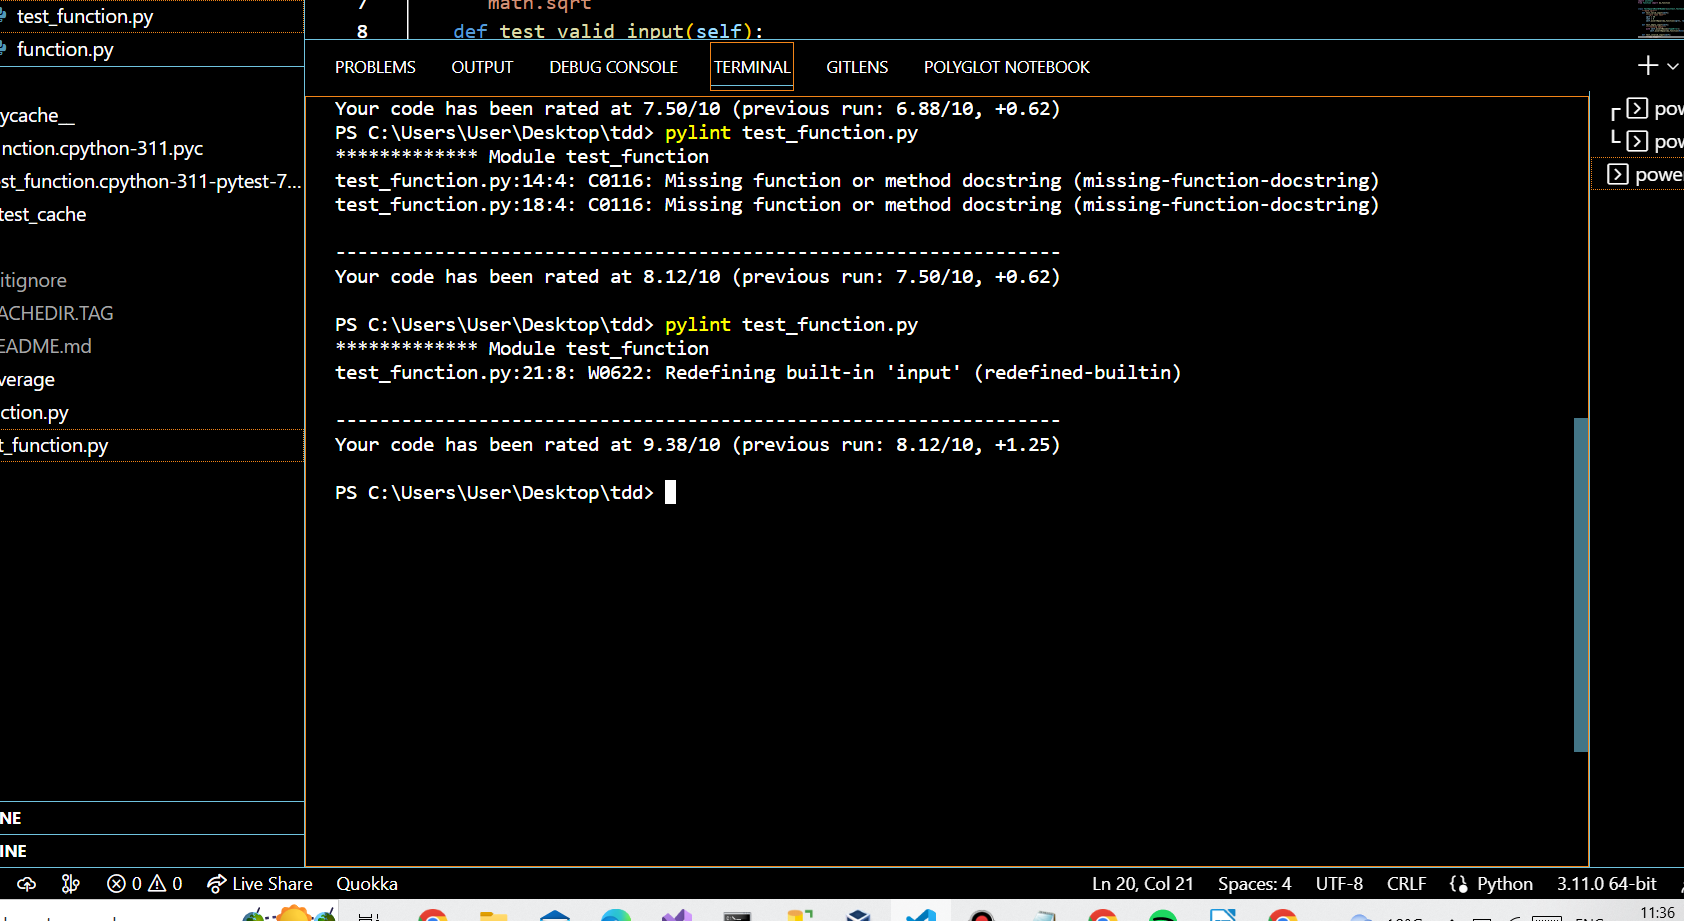 test_function.py
function.py
ycache__
nction.cpython-311.pyc
st_function.cpython-311-pytest-7...
test_cache
itignore
ACHEDIR.TAG
EADME.md
verage
ction.py
t_function.py
NE
INE
7 math.sqrt
8 def test_valid_input(self):
PROBLEMS OUTPUT DEBUG CONSOLE TERMINAL GITLENS POLYGLOT NOTEBOOK
Your code has been rated at 7.50/10 (previous run: 6.88/10, +0.62)
PS C:\Users\User\Desktop\tdd> pylint test_function.py
************* Module test_function
test_function.py:14:4: C0116: Missing function or method docstring (missing-function-docstring)
test_function.py:18:4: C0116: Missing function or method docstring (missing-function-docstring)
------------------------------------------------------------------
Your code has been rated at 8.12/10 (previous run: 7.50/10, +0.62)
PS C:\Users\User\Desktop\tdd> pylint test_function.py
************* Module test_function
test_function.py:21:8: W0622: Redefining built-in 'input' (redefined-builtin)
------------------------------------------------------------------
Your code has been rated at 9.38/10 (previous run: 8.12/10, +1.25)
PS C:\Users\User\Desktop\tdd>
pow
pow
powe
0 0 Live Share Quokka Ln 20, Col 21 Spaces: 4 UTF-8 CRLF Python 3.11.0 64-bit
11:36